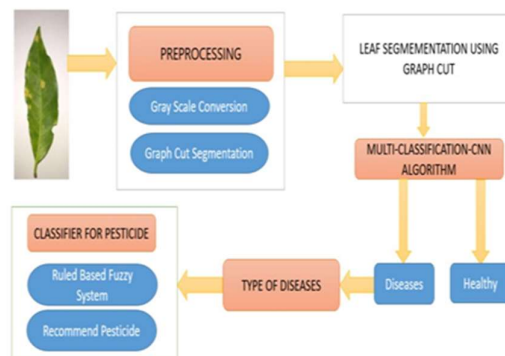 PREPROCESSING
Gray Scale Conversion
Graph Cut Segmentation
LEAF SEGMEMENTATION USING
GRAPH CUT
MULTI-CLASSIFICATION-CNN
ALGORITHM
Diseases
Healthy
TYPE OF DISEASES
CLASSIFIER FOR PESTICIDE
Ruled Based Fuzzy
System
Recommend Pesticide